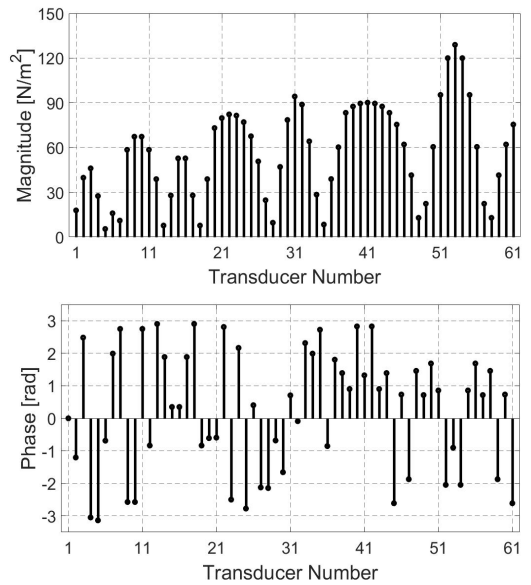 Magnitude [N/m²]
150
120
90
60
30
0
1 11 21 31 41 51 61
Transducer Number
Phase [rad]
3
2
1
0
-1
-2
-3
1 11 21 31 41 51 61
Transducer Number